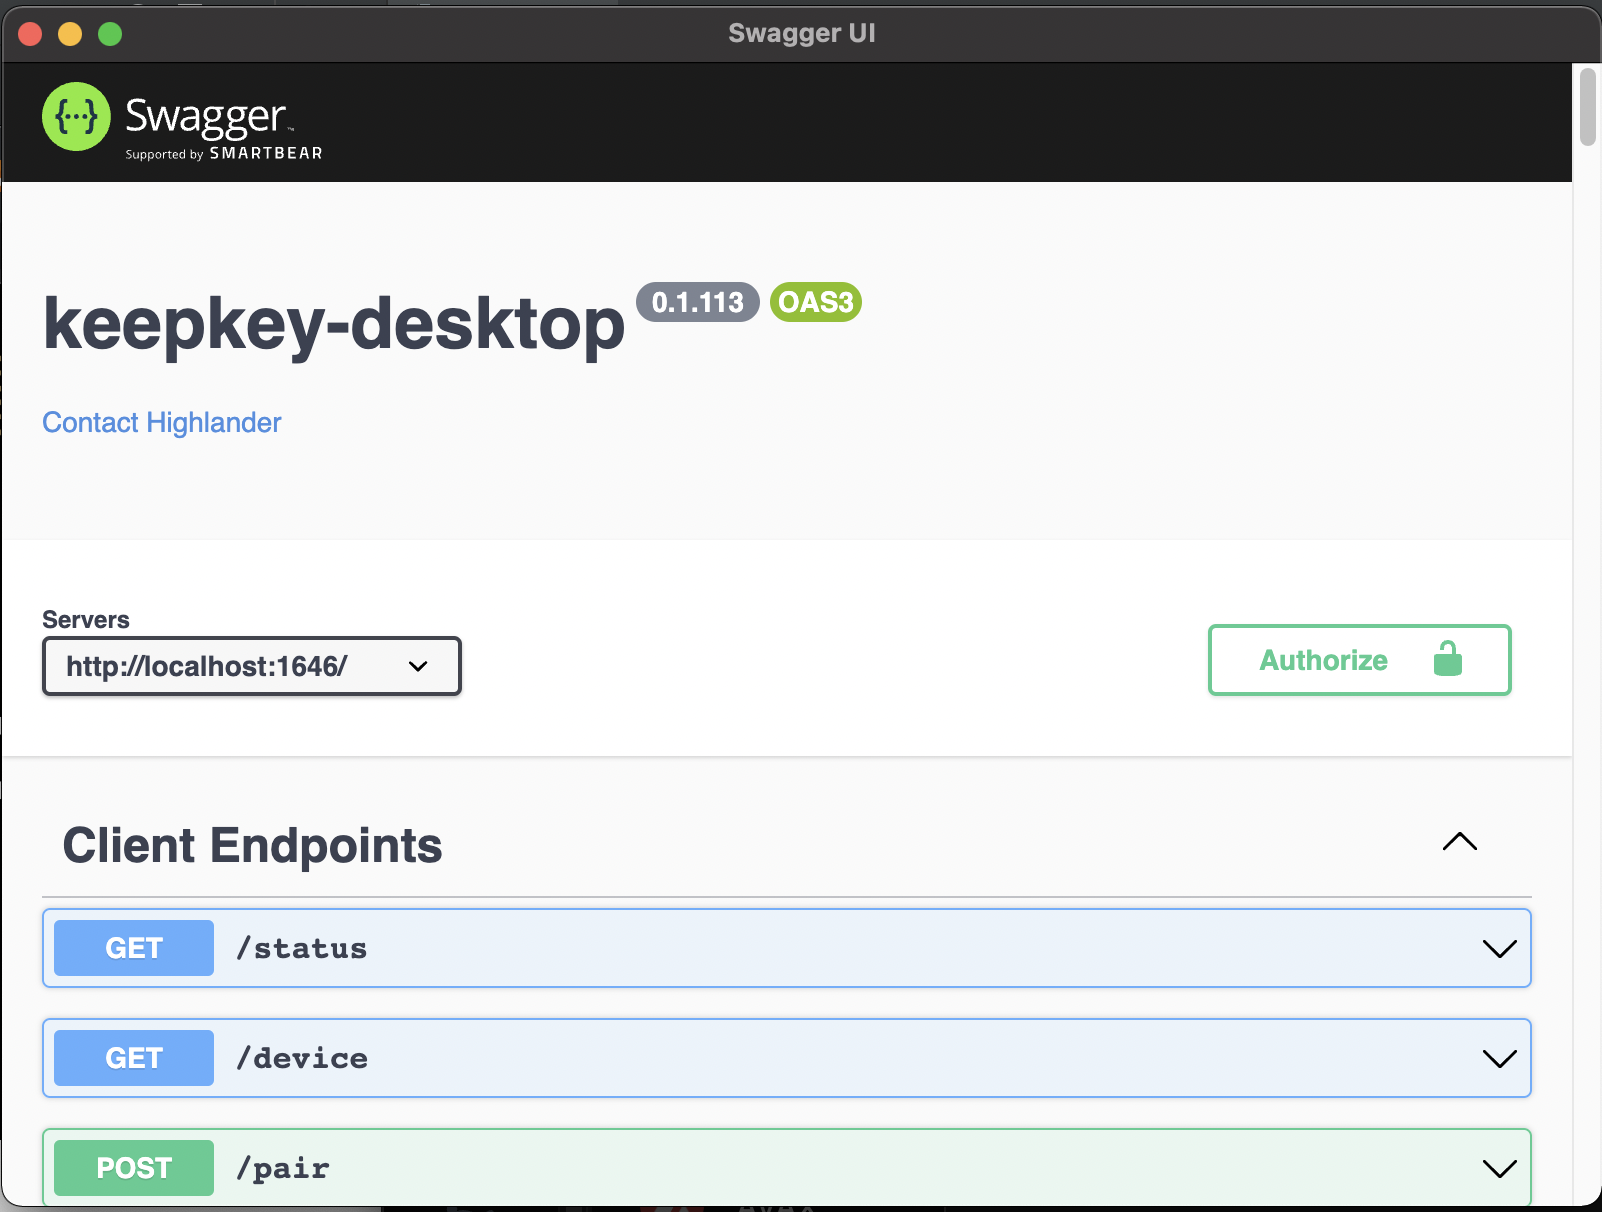 Swagger UI
{···} Swagger™
Supported by SMARTBEAR
keepkey-desktop 0.1.113 OAS3
Contact Highlander
Servers
http://localhost:1646/
Authorize
Client Endpoints
GET /status
GET /device
POST /pair